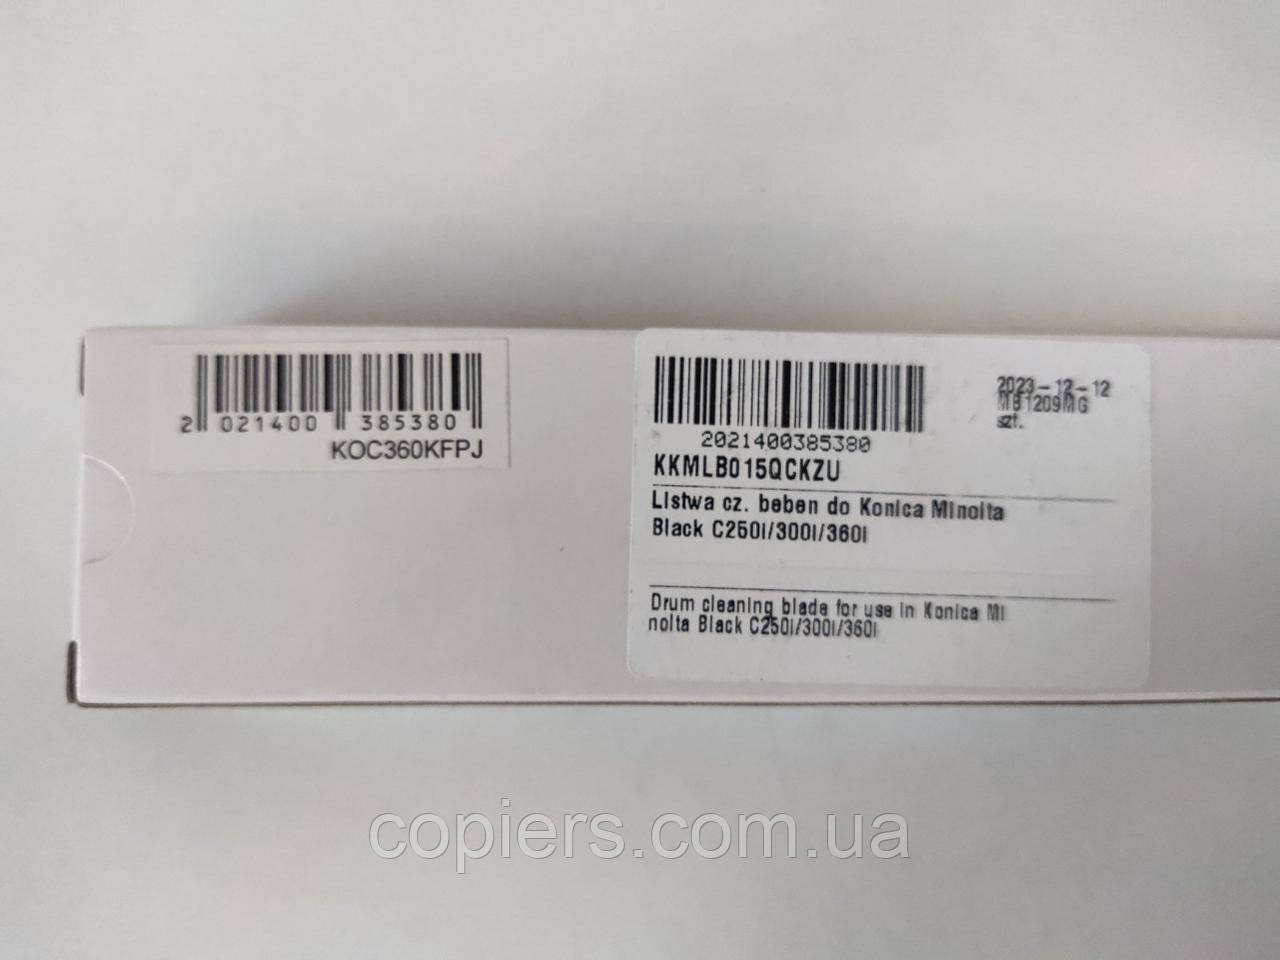 2 021400 385380
KOC360KFPJ
2021400385380
KKMLB015QCKZU
2023-12-12
MB1209MG
szt.
Listwa cz. beben do Konica Minolta
Black C250i/300i/360i
Drum cleaning blade for use in Konica Mi
nolta Black C250i/300i/360i
copiers.com.ua